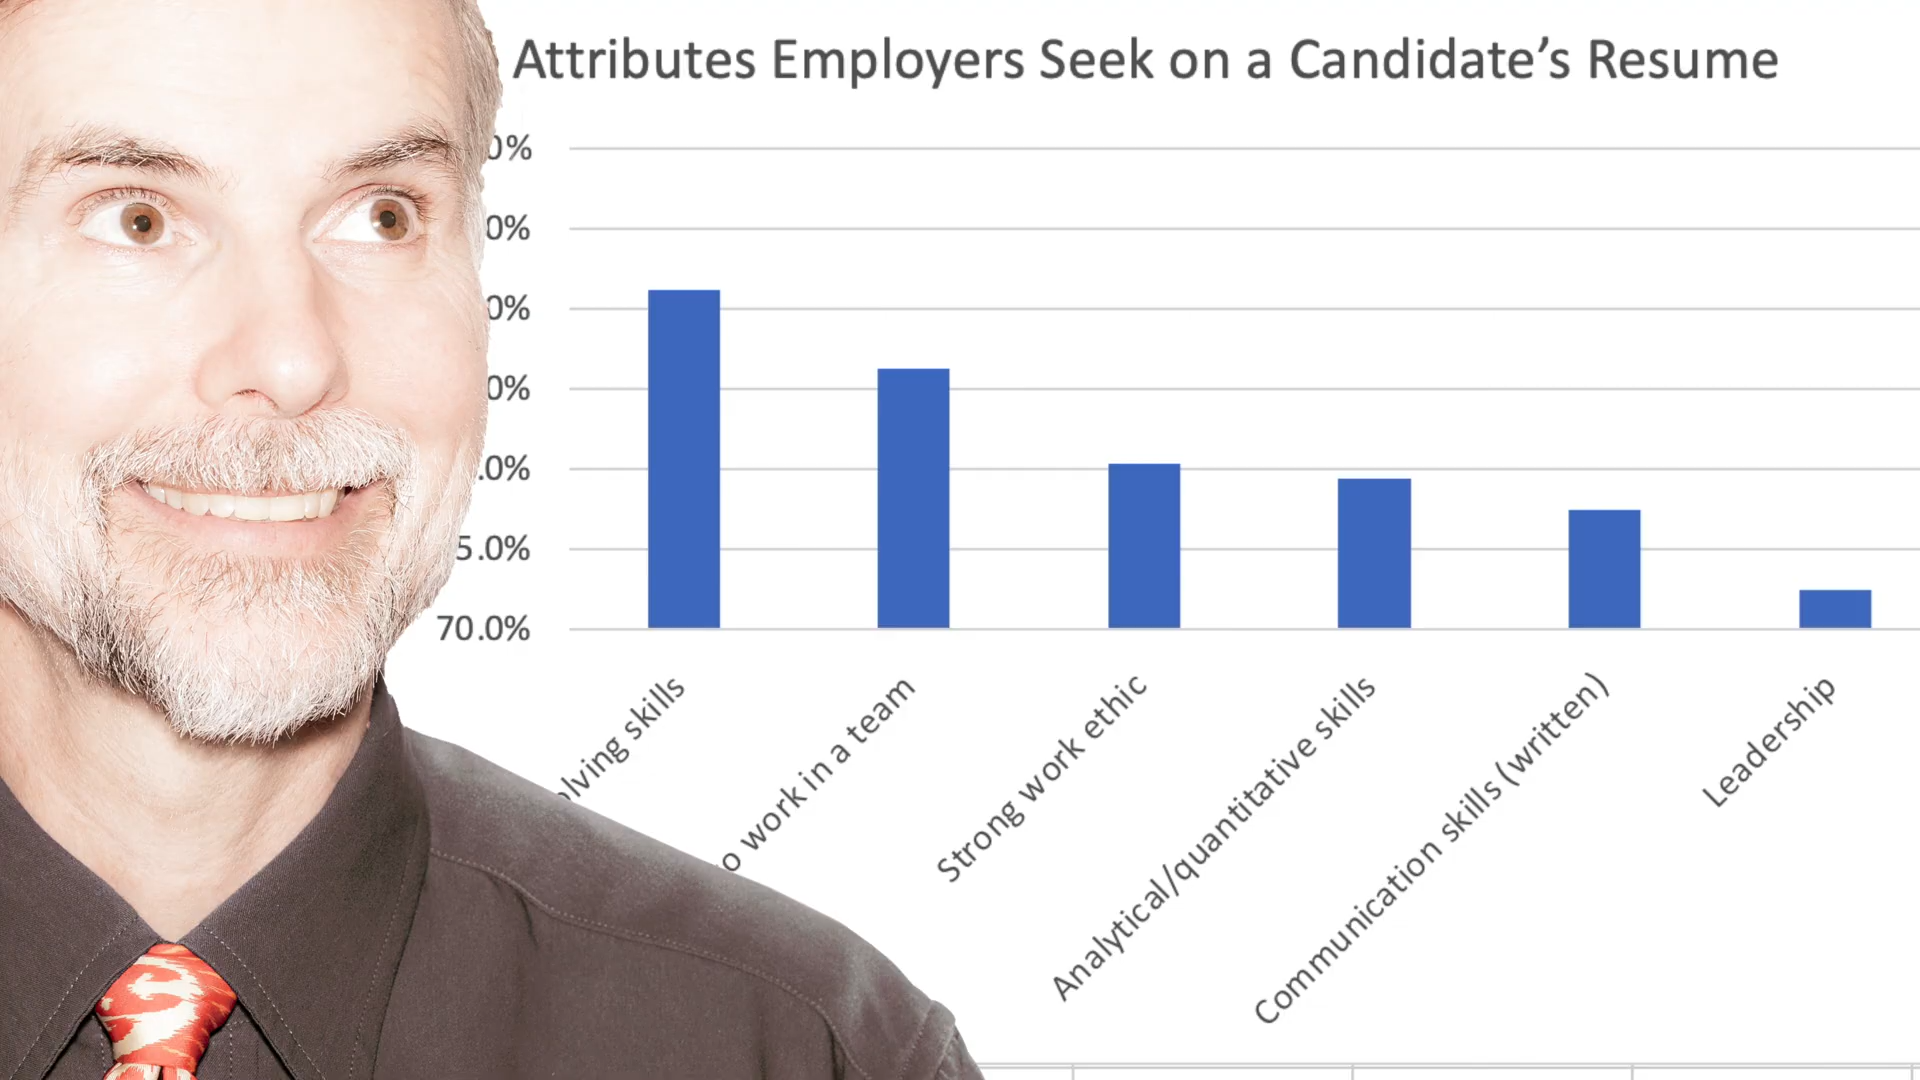 Attributes Employers Seek on a Candidate’s Resume
0%
0%
0%
0%
.0%
5.0%
70.0%
olving skills
o work in a team
Strong work ethic
Analytical/quantitative skills
Communication skills (written)
Leadership